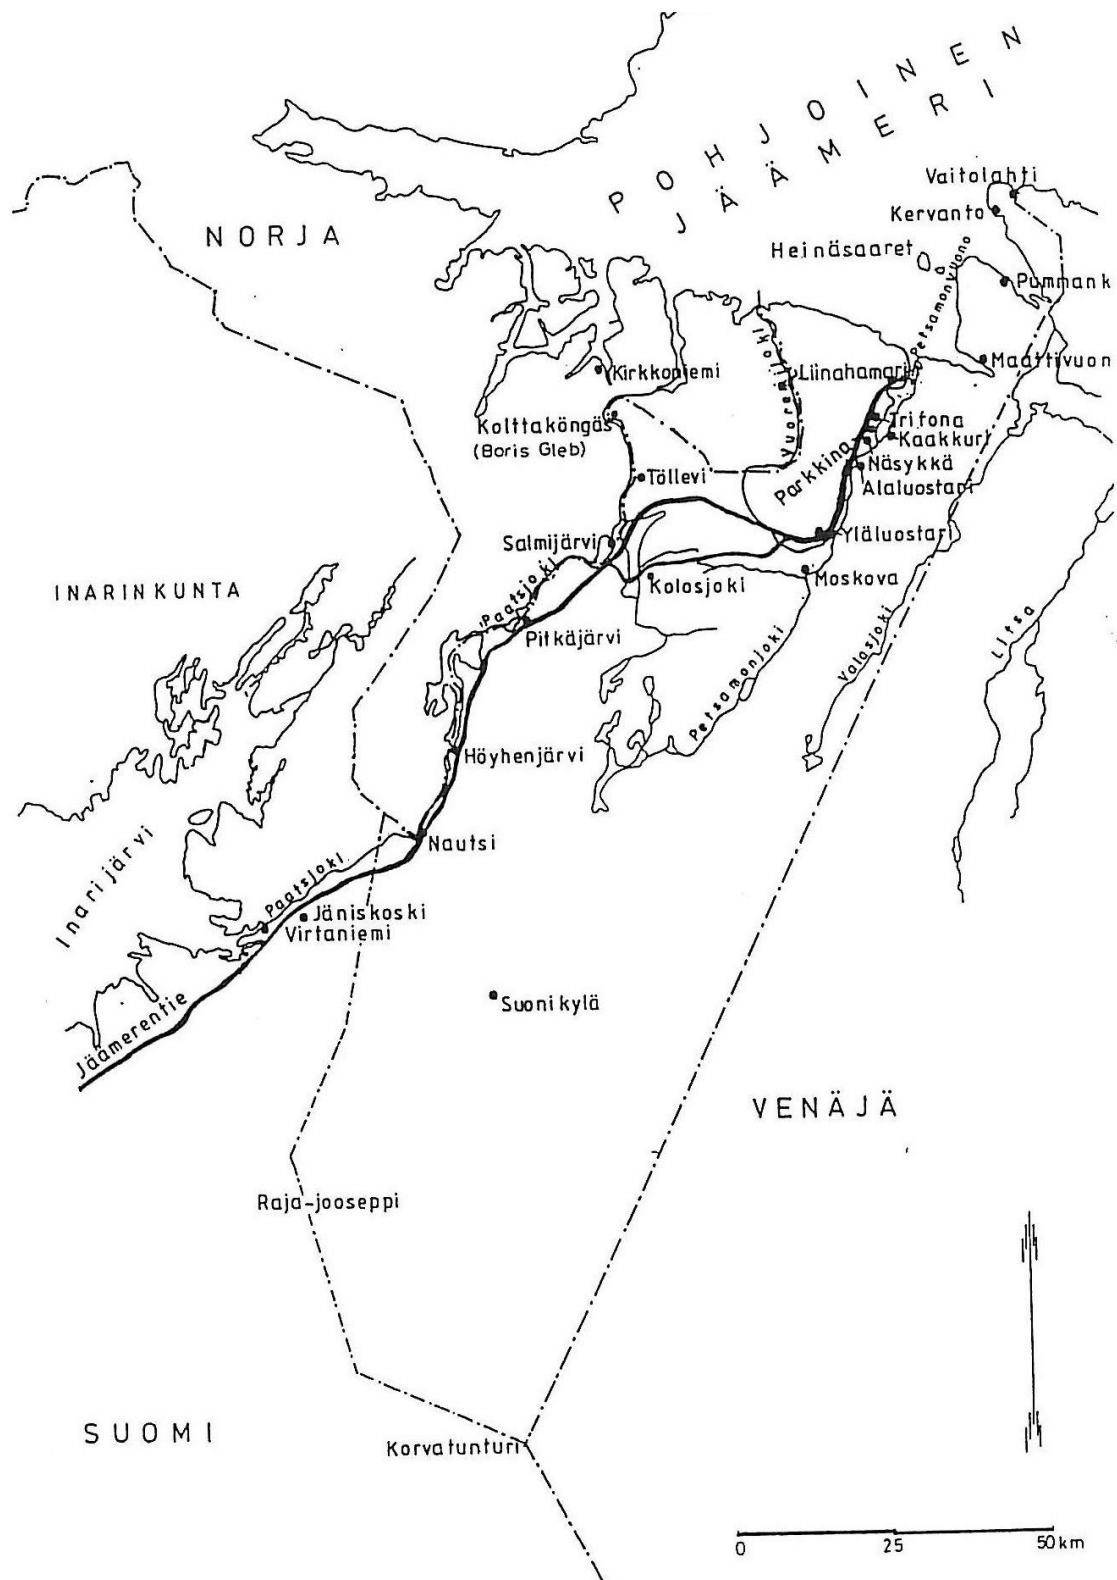 POHJOINEN
JÄÄMERI
NORJA
Vaitolahti
Kervanto
Heinäsaaret
Petsamonvuono
Pummank
Maattivuon
Vuoremijoki
Liinahamari
Kirkkoniemi
Kolttaköngäs
(Boris Gleb)
Trifona
Kaakkuri
Parkkina
Näsykkä
Alaluostari
Töllevi
Yläluostari
Salmijärvi
Moskova
Kolosjoki
INARINKUNTA
Paatsjoki
Pitkäjärvi
Petsamonjoki
Valasjoki
Litsa
Höyhenjärvi
Nautsi
Inarijärvi
Paatsjoki
Jäniskoski
Virtaniemi
Jäämerentie
Suonikylä
VENÄJÄ
Raja-jooseppi
SUOMI
Korvatunturi
0 25 50 km